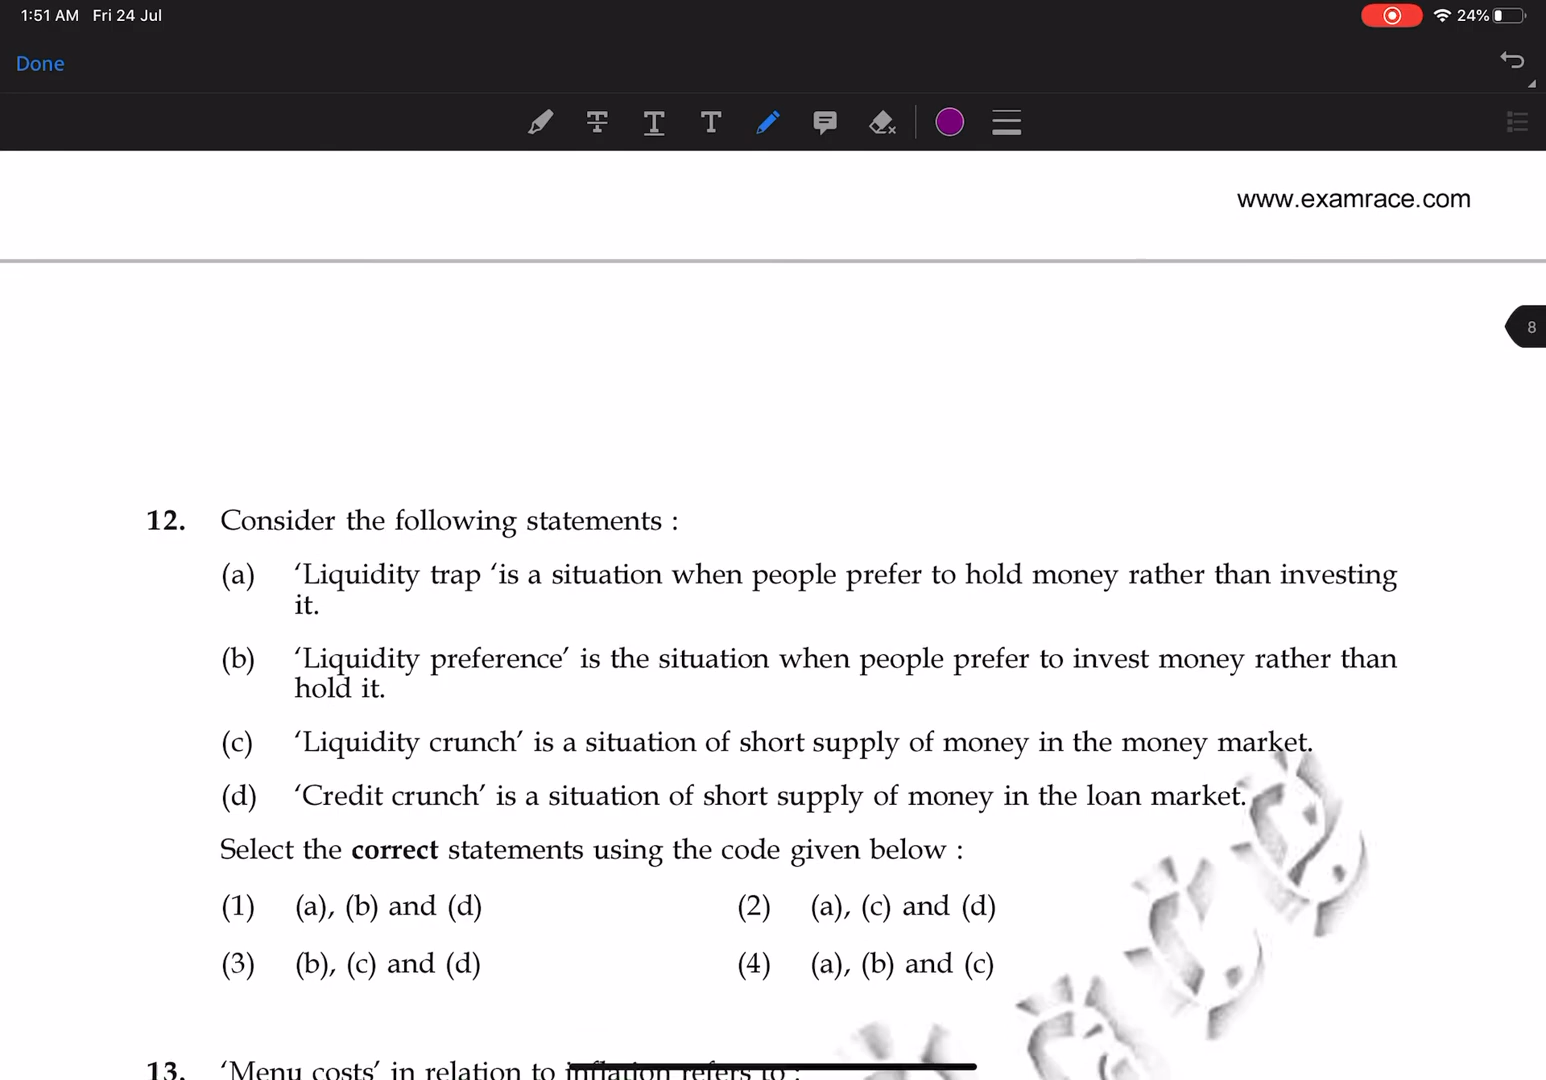 1:51 AM Fri 24 Jul
24%
Done
www.examrace.com
8
12. Consider the following statements :
(a) ‘Liquidity trap ‘is a situation when people prefer to hold money rather than investing
it.
(b) ‘Liquidity preference’ is the situation when people prefer to invest money rather than
hold it.
(c) ‘Liquidity crunch’ is a situation of short supply of money in the money market.
(d) ‘Credit crunch’ is a situation of short supply of money in the loan market.
Select the correct statements using the code given below :
(1) (a), (b) and (d) (2) (a), (c) and (d)
(3) (b), (c) and (d) (4) (a), (b) and (c)
13. ‘Menu costs’ in relation to inflation refers to :